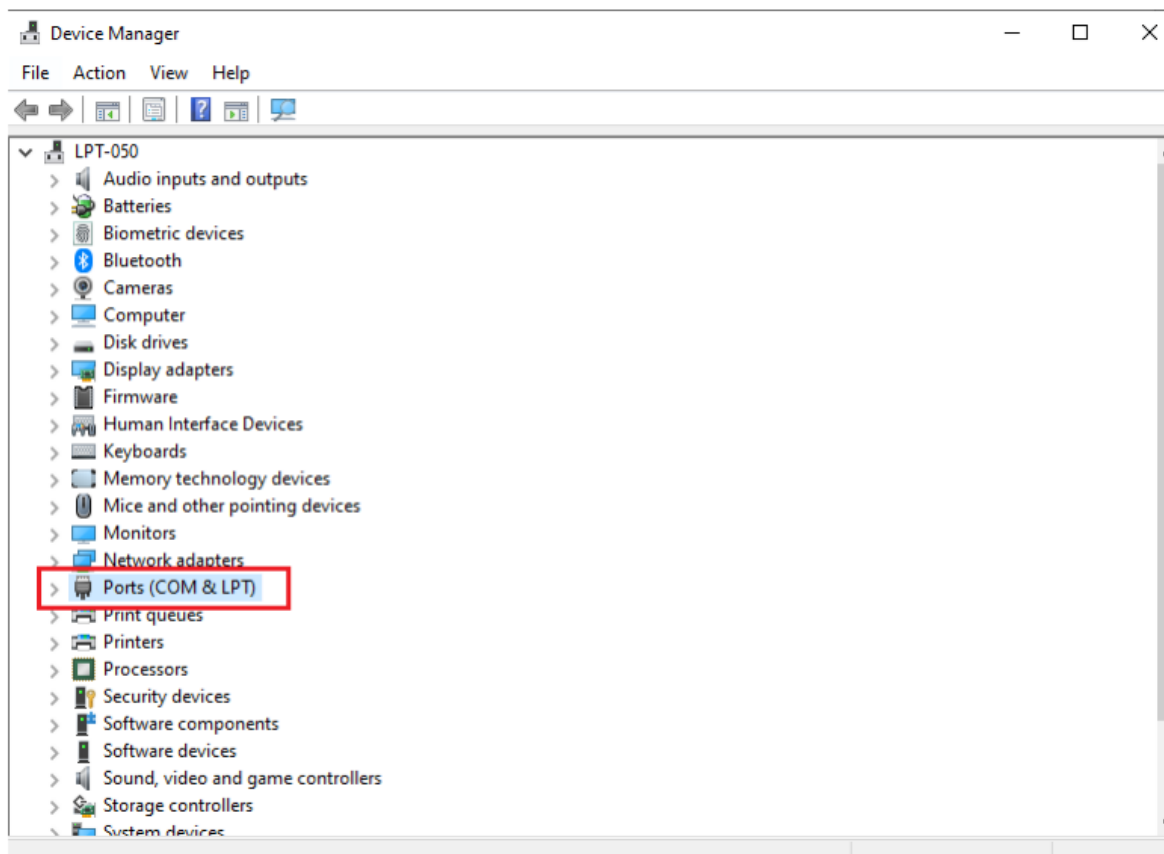 Device Manager
File Action View Help
LPT-050
Audio inputs and outputs
Batteries
Biometric devices
Bluetooth
Cameras
Computer
Disk drives
Display adapters
Firmware
Human Interface Devices
Keyboards
Memory technology devices
Mice and other pointing devices
Monitors
Network adapters
Ports (COM & LPT)
Print queues
Printers
Processors
Security devices
Software components
Software devices
Sound, video and game controllers
Storage controllers
System devices